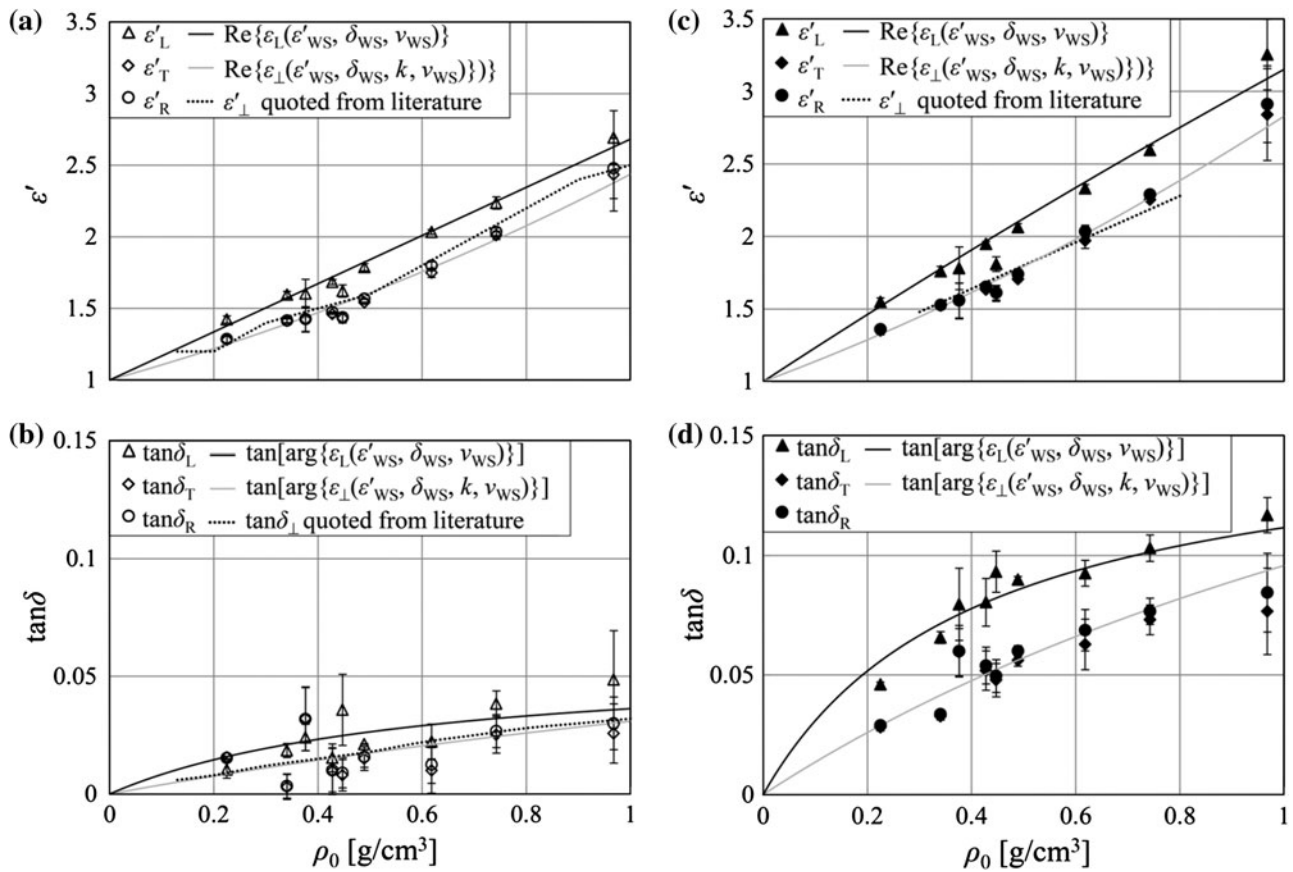 (a)
3.5
3
2.5
2
1.5
1
ε′
ε′L Re{εL(ε′WS, δWS, νWS)}
ε′T Re{ε⊥(ε′WS, δWS, k, νWS)})}
ε′R ε′⊥ quoted from literature
(c)
3.5
3
2.5
2
1.5
1
ε′
ε′L Re{εL(ε′WS, δWS, νWS)}
ε′T Re{ε⊥(ε′WS, δWS, k, νWS)})}
ε′R ε′⊥ quoted from literature
(b)
0.15
0.1
0.05
0
tanδ
tanδL tan[arg{εL(ε′WS, δWS, νWS)}]
tanδT tan[arg{ε⊥(ε′WS, δWS, k, νWS)}]
tanδR tanδ⊥ quoted from literature
0 0.2 0.4 0.6 0.8 1
ρ0 [g/cm³]
(d)
0.15
0.1
0.05
0
tanδ
tanδL tan[arg{εL(ε′WS, δWS, νWS)}]
tanδT tan[arg{ε⊥(ε′WS, δWS, k, νWS)}]
tanδR
0 0.2 0.4 0.6 0.8 1
ρ0 [g/cm³]